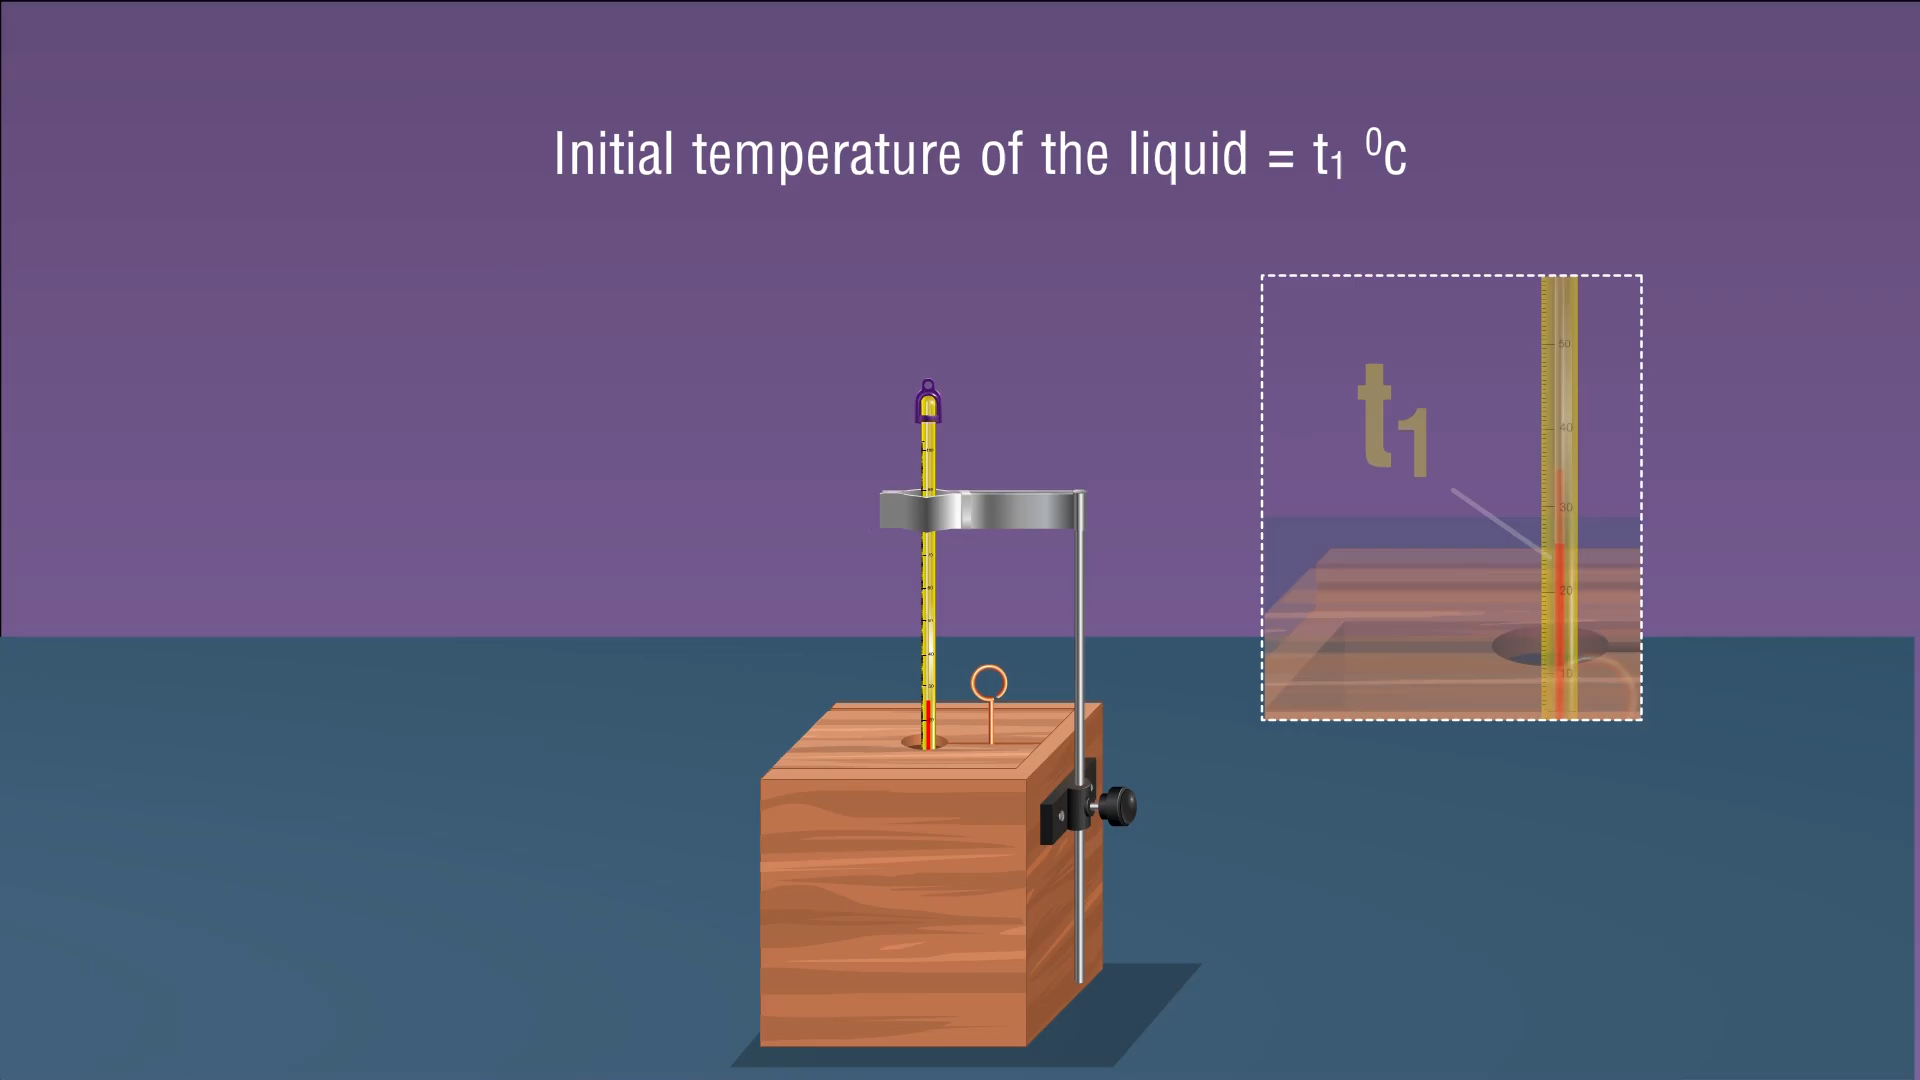 Initial temperature of the liquid = t₁ ⁰c
t₁
50
40
30
20
10